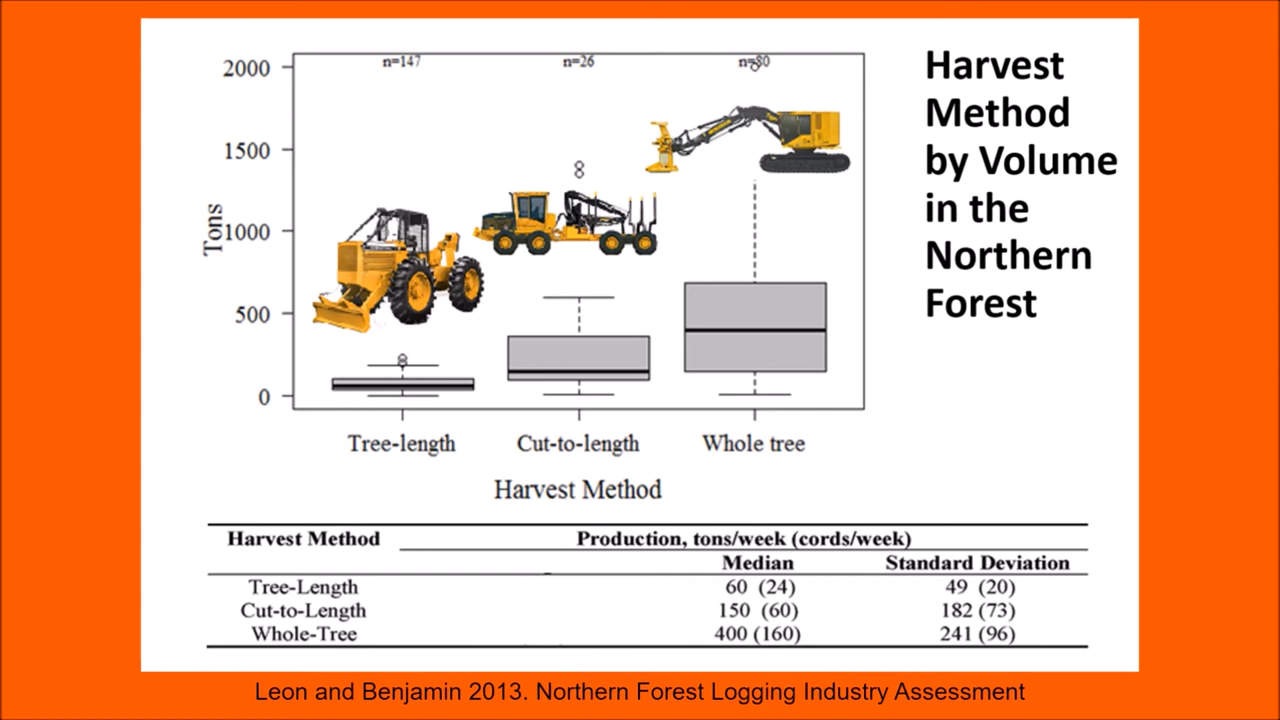 Harvest
Method
by Volume
in the
Northern
Forest
n=147 n=26 n=80
2000
1500
1000
500
0
Tons
Tree-length Cut-to-length Whole tree
Harvest Method
Harvest Method Production, tons/week (cords/week)
Median Standard Deviation
Tree-Length 60 (24) 49 (20)
Cut-to-Length 150 (60) 182 (73)
Whole-Tree 400 (160) 241 (96)
Leon and Benjamin 2013. Northern Forest Logging Industry Assessment